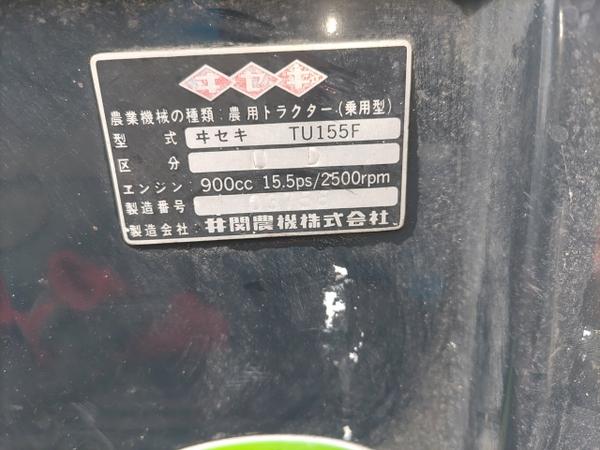 ヰセキ
農業機械の種類:農用トラクター(乗用型)
型式 ヰセキ TU155F
区分 U D
エンジン:900cc 15.5ps/2500rpm
製造番号
製造会社:井関農機株式会社